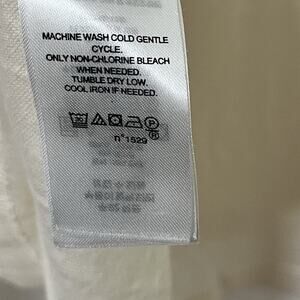 MACHINE WASH COLD GENTLE
CYCLE.
ONLY NON-CHLORINE BLEACH
WHEN NEEDED.
TUMBLE DRY LOW.
COOL IRON IF NEEDED.
n°1529